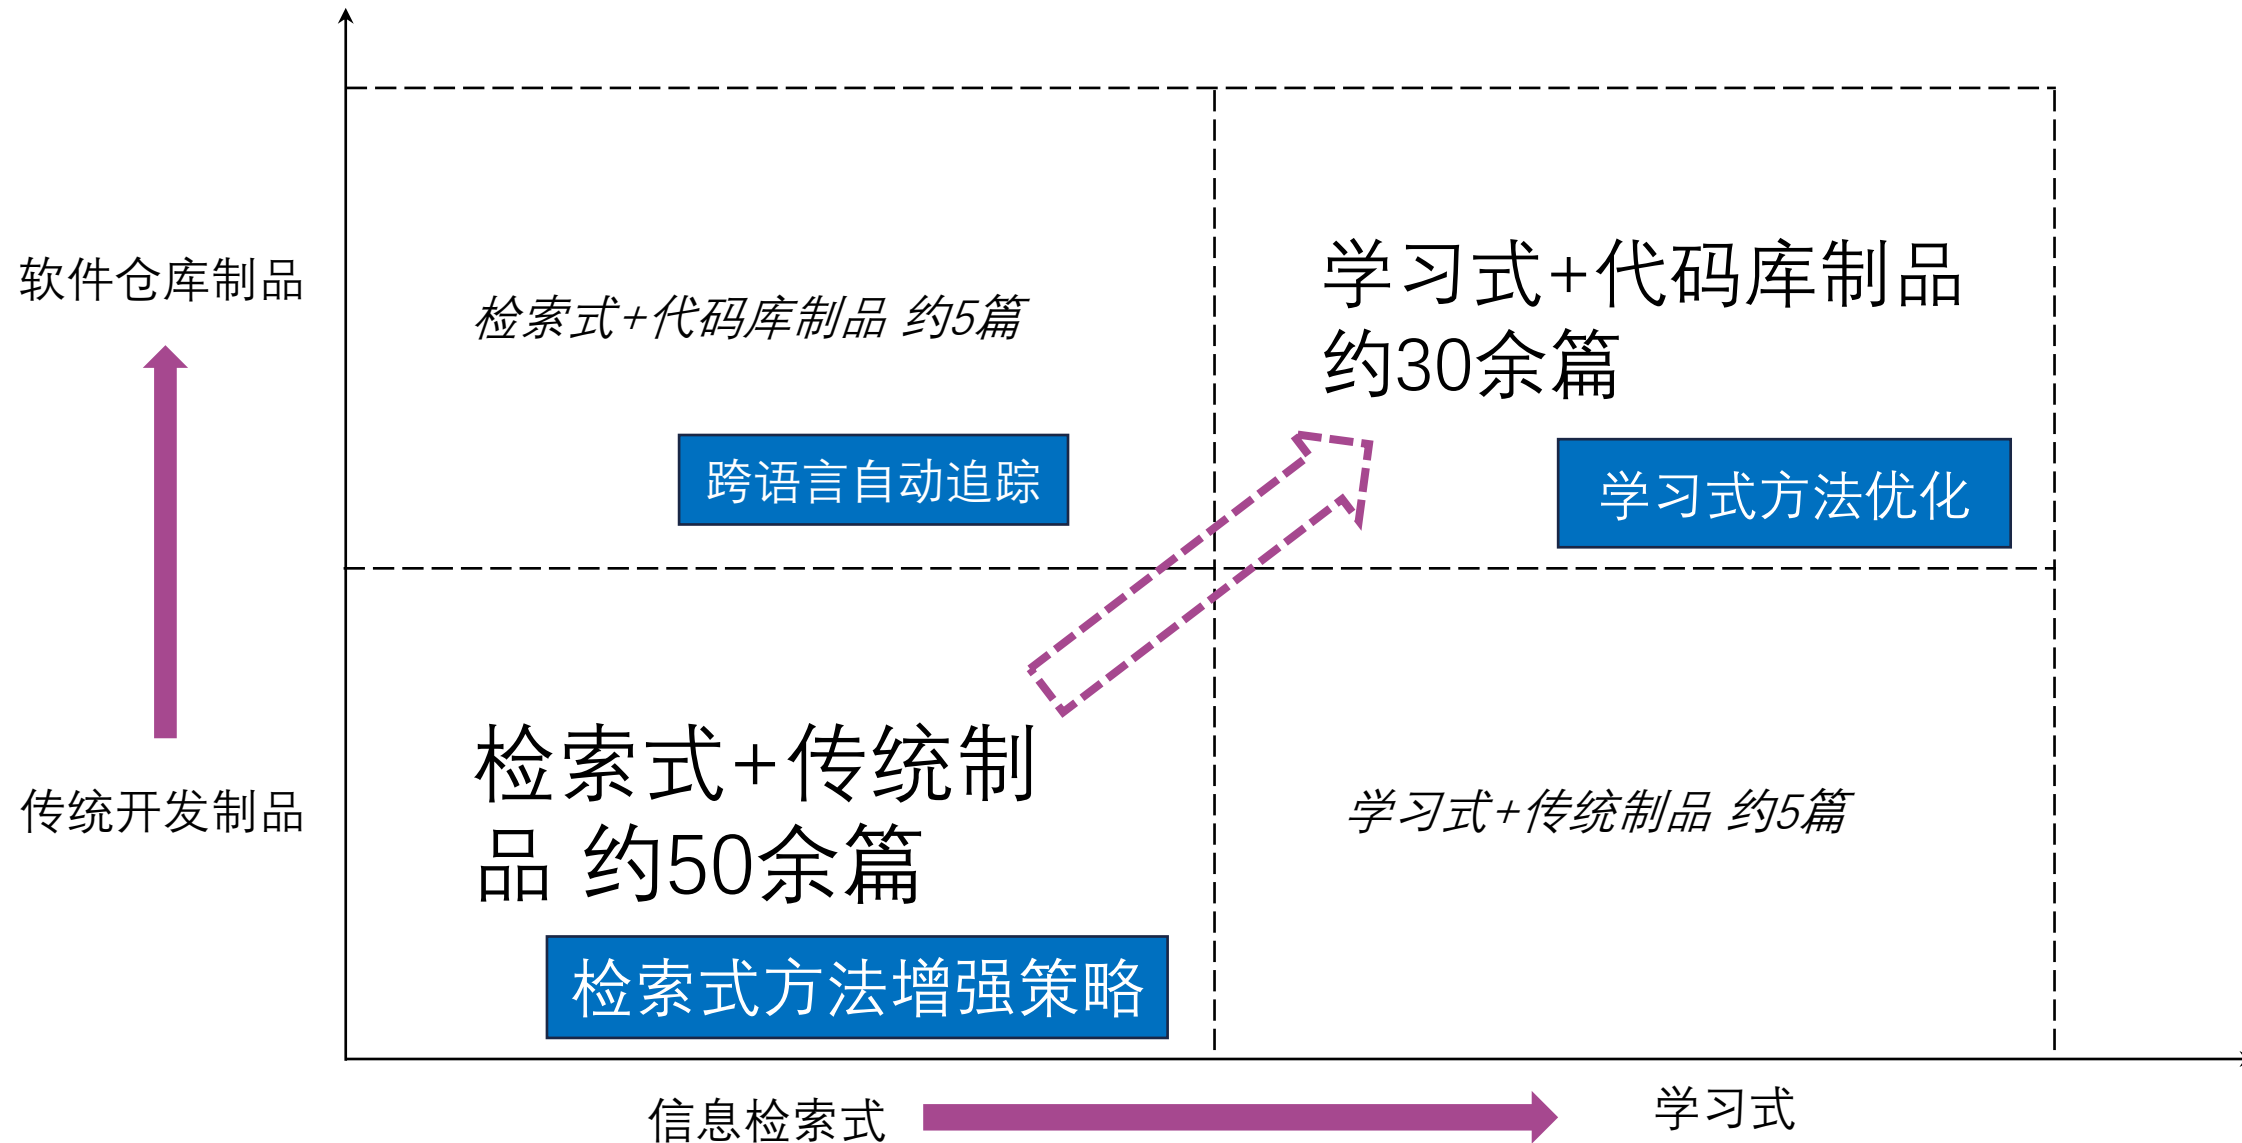 软件仓库制品
检索式+代码库制品 约5篇
学习式+代码库制品
约30余篇
跨语言自动追踪
学习式方法优化
传统开发制品
检索式+传统制
品 约50余篇
学习式+传统制品 约5篇
检索式方法增强策略
信息检索式
学习式